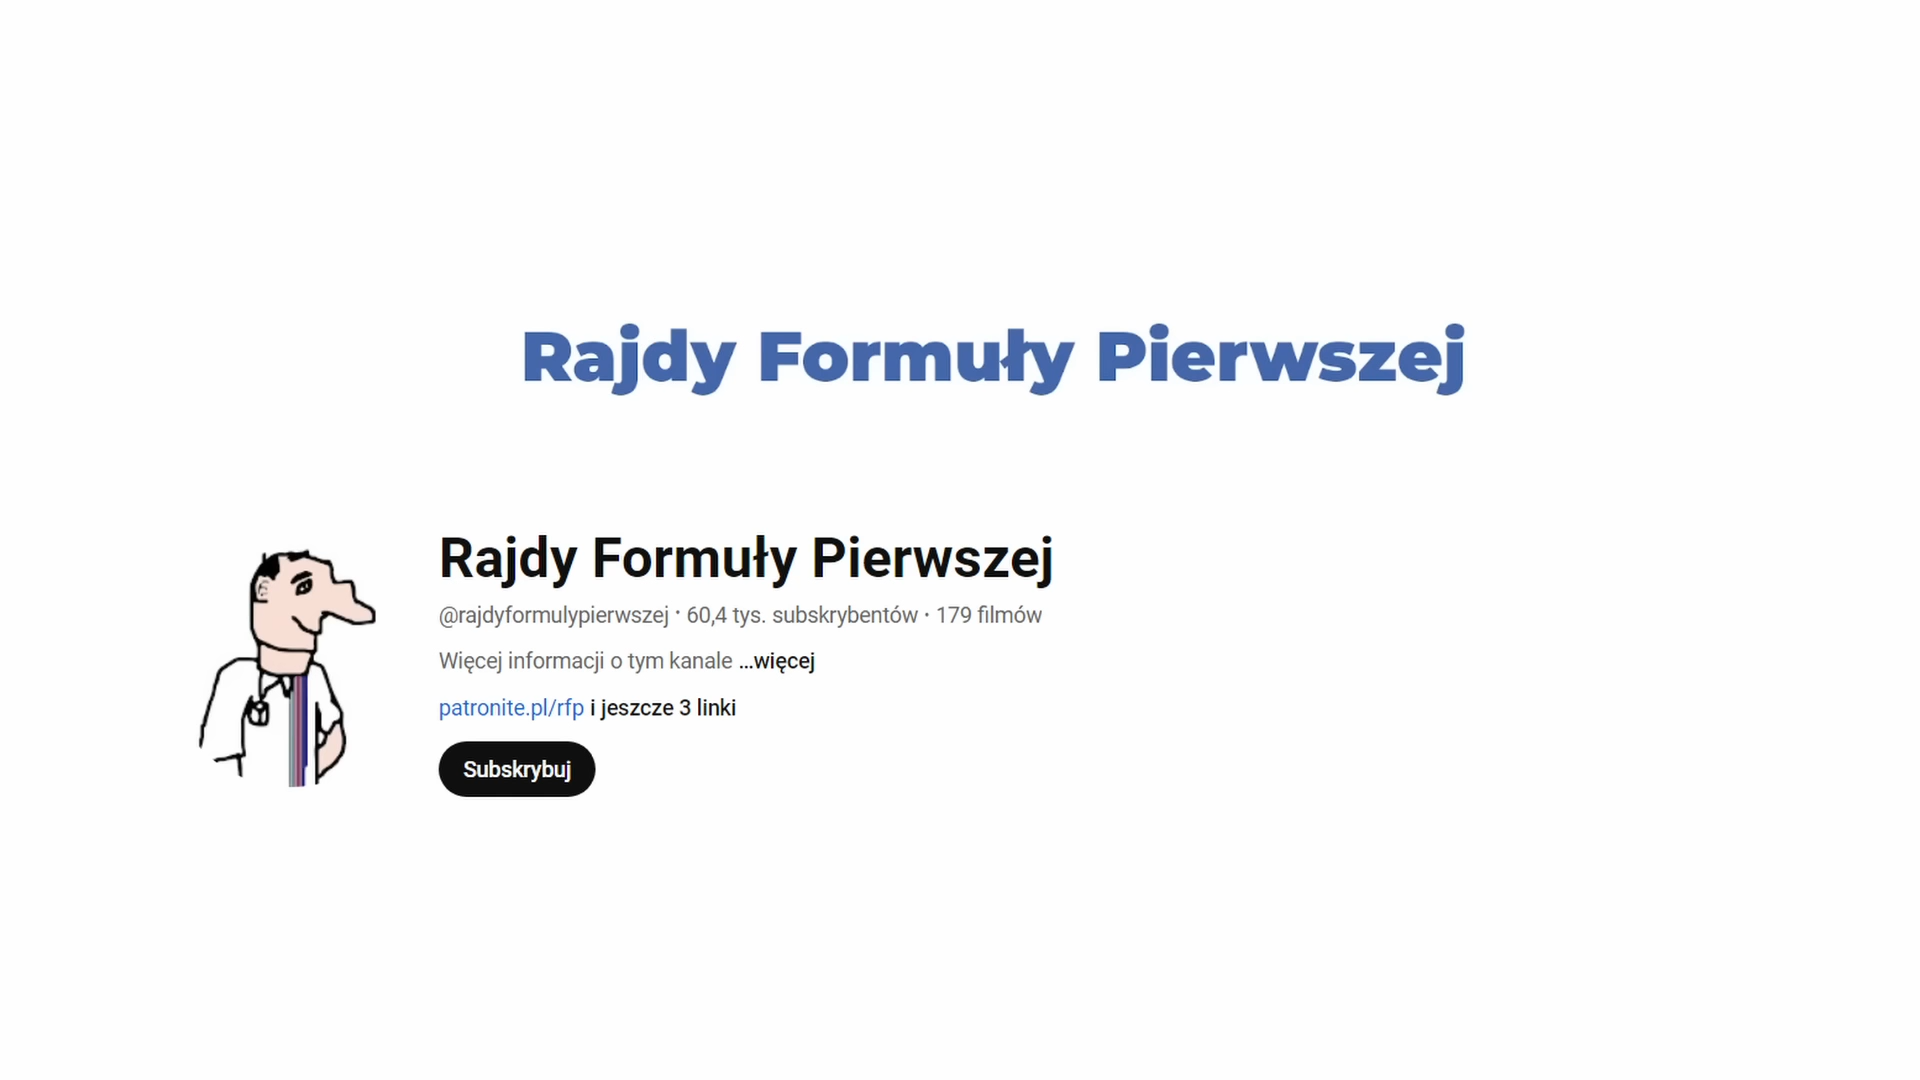 Rajdy Formuły Pierwszej
Rajdy Formuły Pierwszej
@rajdyformulypierwszej • 60,4 tys. subskrybentów • 179 filmów
Więcej informacji o tym kanale ...więcej
patronite.pl/rfp i jeszcze 3 linki
Subskrybuj